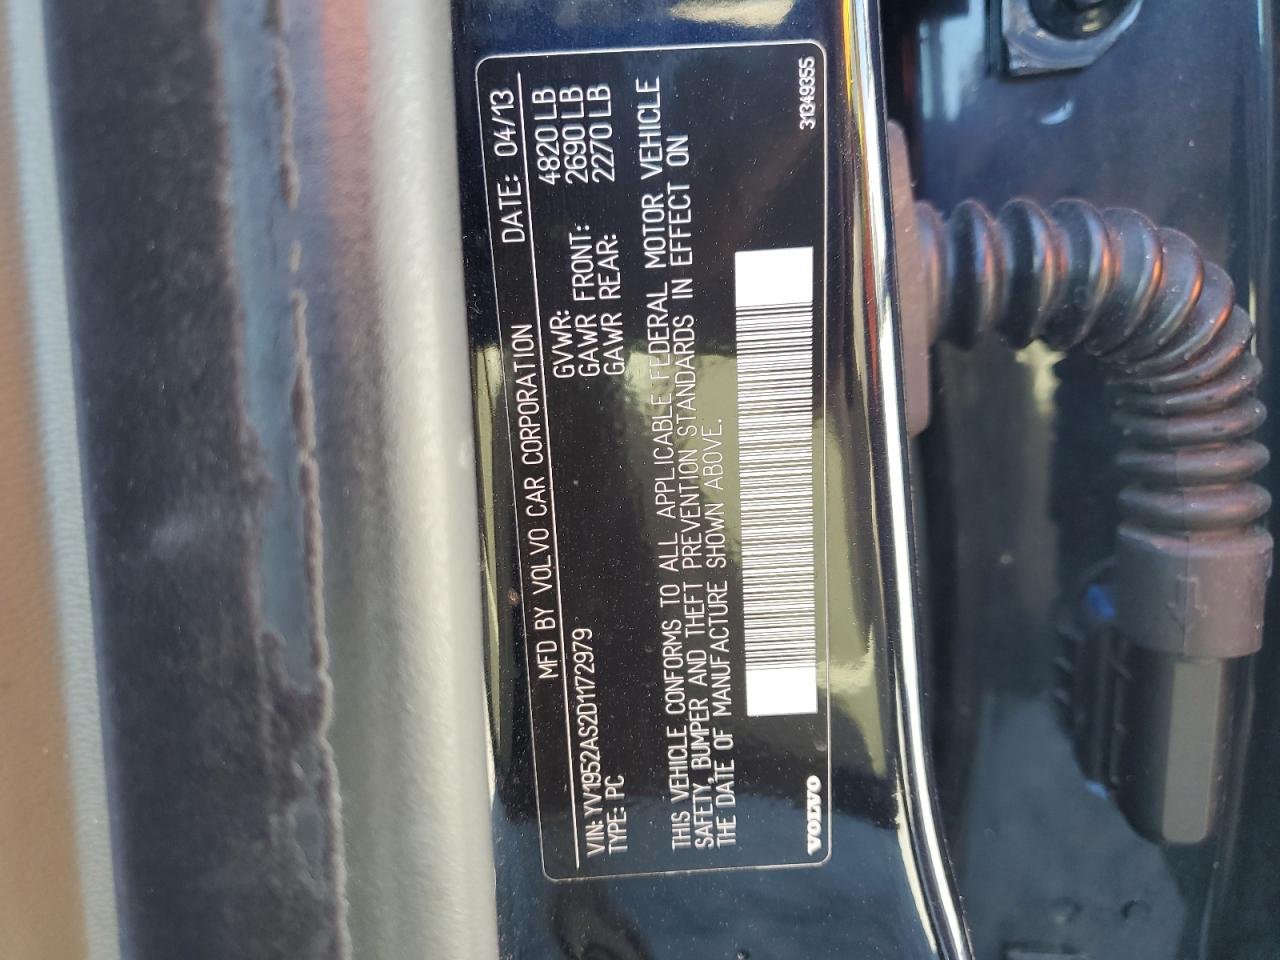 MFD BY VOLVO CAR CORPORATION DATE: 04/13
VIN: YV1952AS2D1172979
TYPE: PC
GVWR: 4820 LB
GAWR FRONT: 2690 LB
GAWR REAR: 2270 LB
THIS VEHICLE CONFORMS TO ALL APPLICABLE FEDERAL MOTOR VEHICLE
SAFETY, BUMPER AND THEFT PREVENTION STANDARDS IN EFFECT ON
THE DATE OF MANUFACTURE SHOWN ABOVE.
VOLVO
31349355